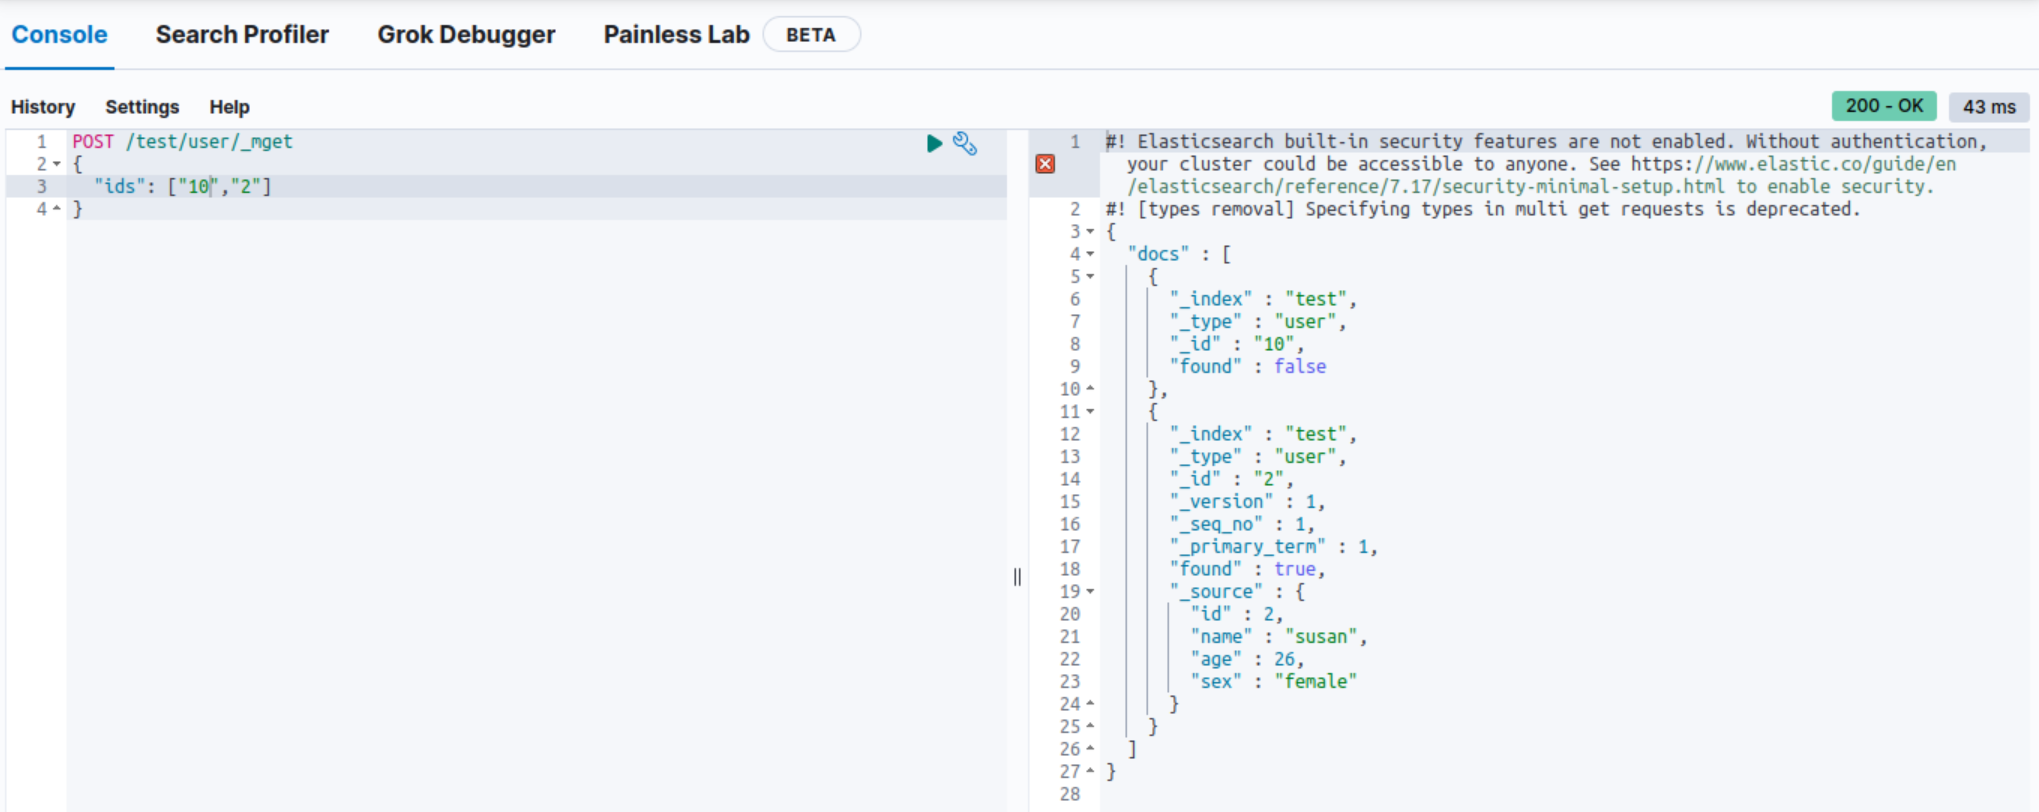 Console Search Profiler Grok Debugger Painless Lab BETA
History Settings Help
200 - OK 43 ms
1 POST /test/user/_mget
2 {
3 "ids": ["10","2"]
4 }
1 #! Elasticsearch built-in security features are not enabled. Without authentication,
your cluster could be accessible to anyone. See https://www.elastic.co/guide/en
/elasticsearch/reference/7.17/security-minimal-setup.html to enable security.
2 #! [types removal] Specifying types in multi get requests is deprecated.
3 {
4 "docs" : [
5 {
6 "_index" : "test",
7 "_type" : "user",
8 "_id" : "10",
9 "found" : false
10 },
11 {
12 "_index" : "test",
13 "_type" : "user",
14 "_id" : "2",
15 "_version" : 1,
16 "_seq_no" : 1,
17 "_primary_term" : 1,
18 "found" : true,
19 "_source" : {
20 "id" : 2,
21 "name" : "susan",
22 "age" : 26,
23 "sex" : "female"
24 }
25 }
26 ]
27 }
28